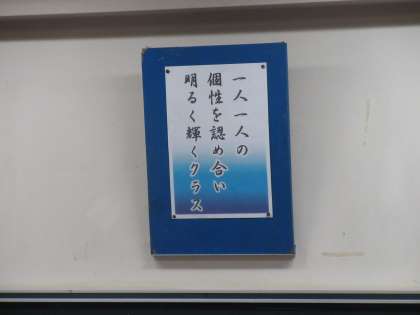 一人一人の
個性を認め合い
明るく輝くクラス